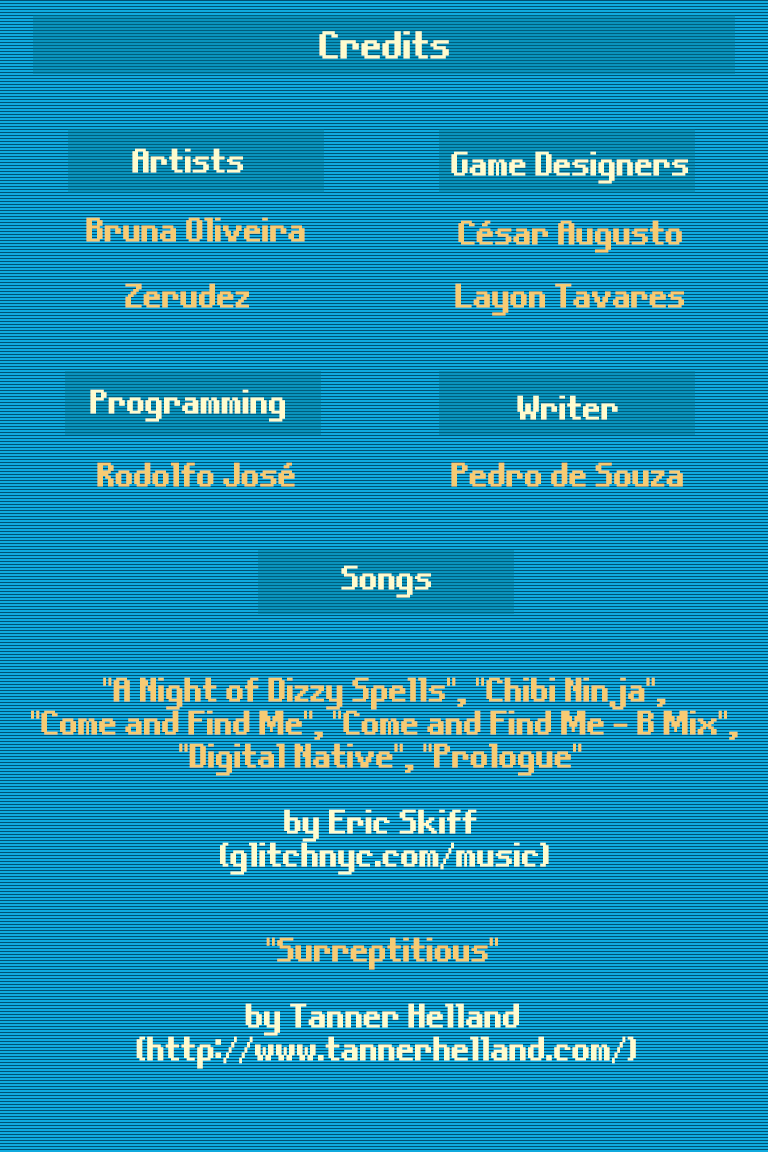 Credits
Artists
Game Designers
Bruna Oliveira
César Augusto
Zerudez
Layon Tavares
Programming
Writer
Rodolfo José
Pedro de Souza
Songs
"A Night of Dizzy Spells", "Chibi Ninja",
"Come and Find Me", "Come and Find Me - B Mix",
"Digital Native", "Prologue"
by Eric Skiff
(glitchnyc.com/music)
"Surreptitious"
by Tanner Helland
(http://www.tannerhelland.com/)